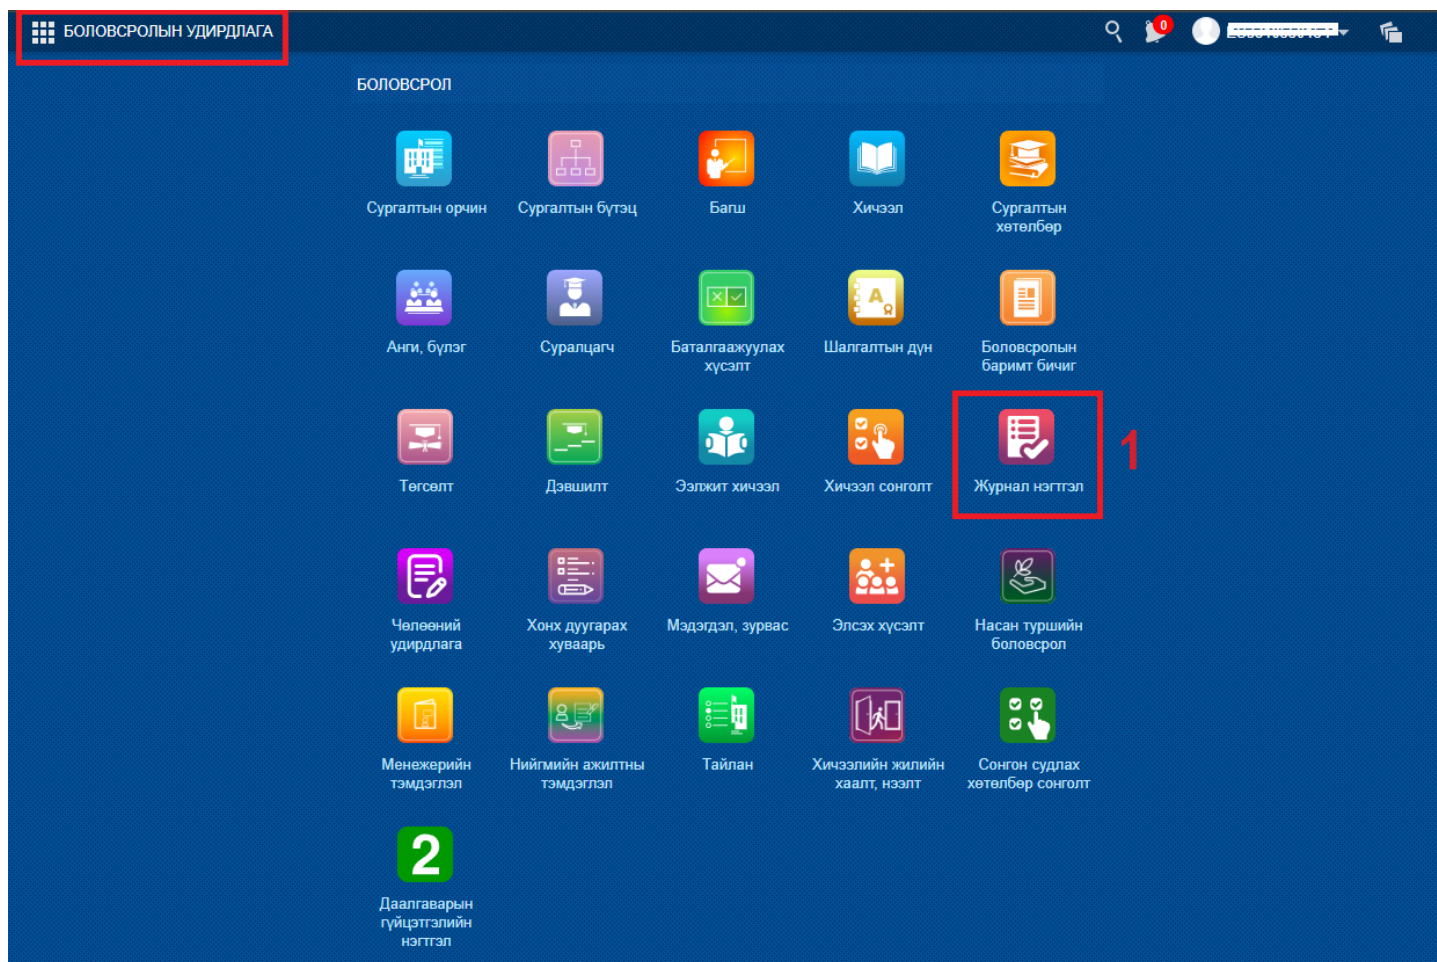 БОЛОВСРОЛЫН УДИРДЛАГА
0
БОЛОВСРОЛ
Сургалтын орчин
Сургалтын бүтэц
Багш
Хичээл
Сургалтын
хөтөлбөр
Анги, бүлэг
Суралцагч
Баталгаажуулах
хүсэлт
A
Шалгалтын дүн
Боловсролын
баримт бичиг
Төгсөлт
Дэвшилт
Ээлжит хичээл
Хичээл сонголт
Журнал нэгтгэл
1
Чөлөөний
удирдлага
Хонх дуугарах
хуваарь
Мэдэгдэл, зурвас
Элсэх хүсэлт
Насан туршийн
боловсрол
Менежерийн
тэмдэглэл
Нийгмийн ажилтны
тэмдэглэл
Тайлан
Хичээлийн жилийн
хаалт, нээлт
Сонгон судлах
хөтөлбөр сонголт
2
Даалгаварын
гүйцэтгэлийн
нэгтгэл